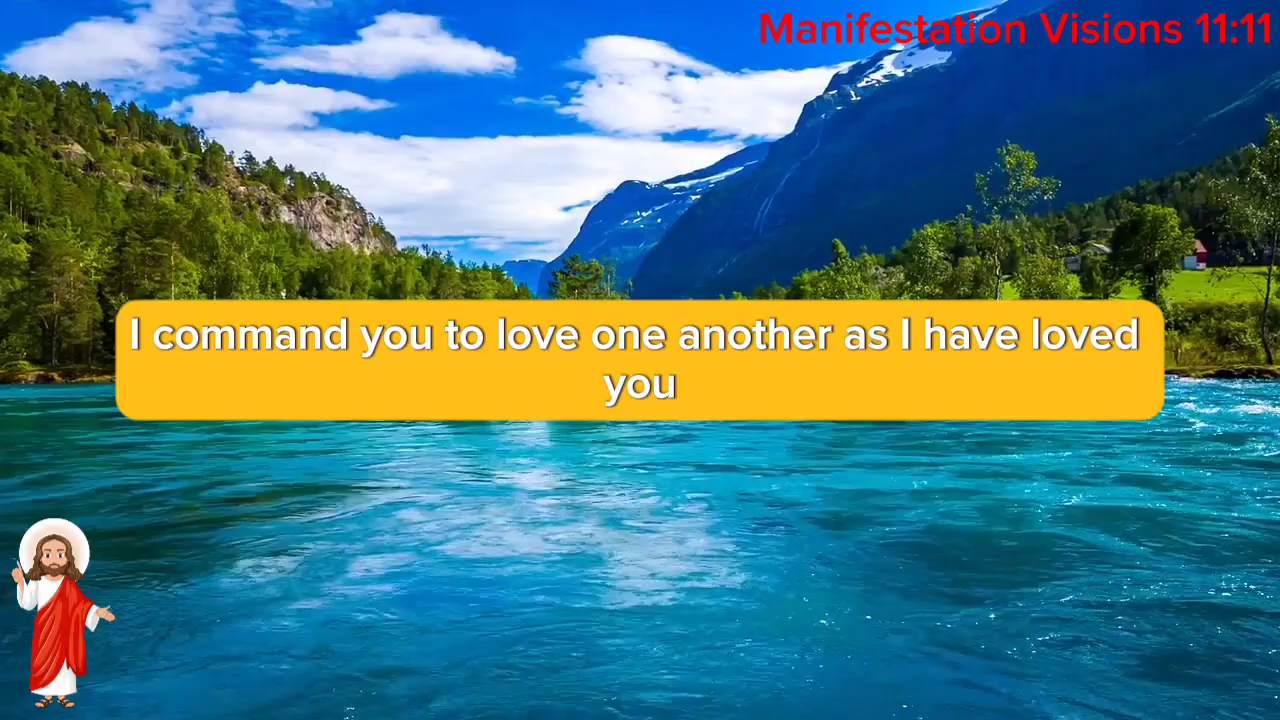 Manifestation Visions 11:11
I command you to love one another as I have loved
you